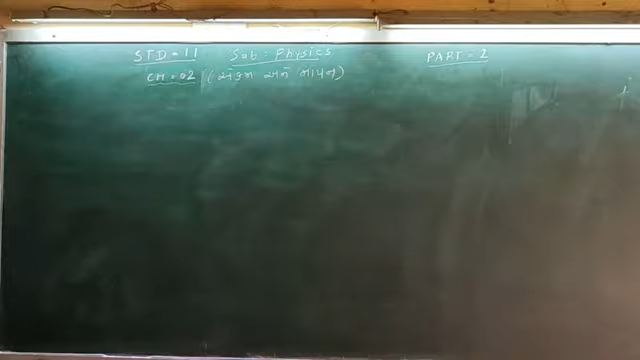 STD = 11 Sub : Physics PART = 2
CH = 02 (એકમ અને માપન)